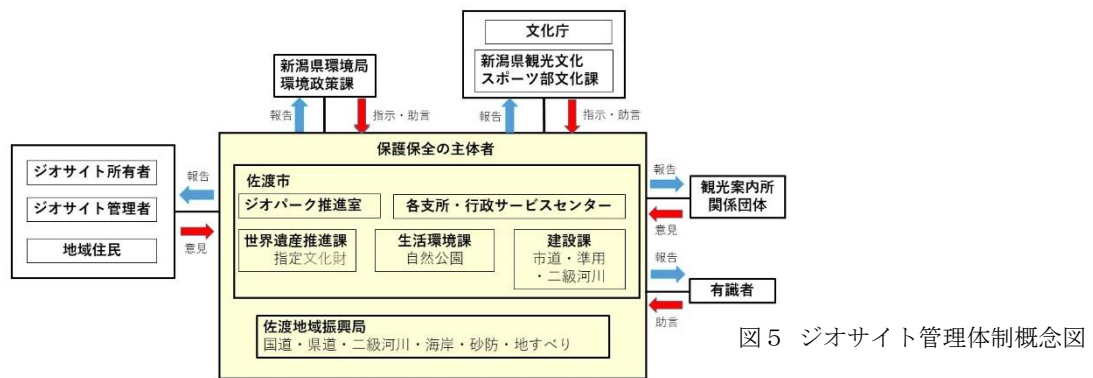 文化庁
新潟県観光文化
スポーツ部文化課
新潟県環境局
環境政策課
報告
指示・助言
報告
指示・助言
保護保全の主体者
ジオサイト所有者
ジオサイト管理者
地域住民
報告
意見
佐渡市
ジオパーク推進室
各支所・行政サービスセンター
世界遺産推進課
指定文化財
生活環境課
自然公園
建設課
市道・準用
・二級河川
佐渡地域振興局
国道・県道・二級河川・海岸・砂防・地すべり
報告
観光案内所
関係団体
意見
報告
有識者
助言
図5 ジオサイト管理体制概念図